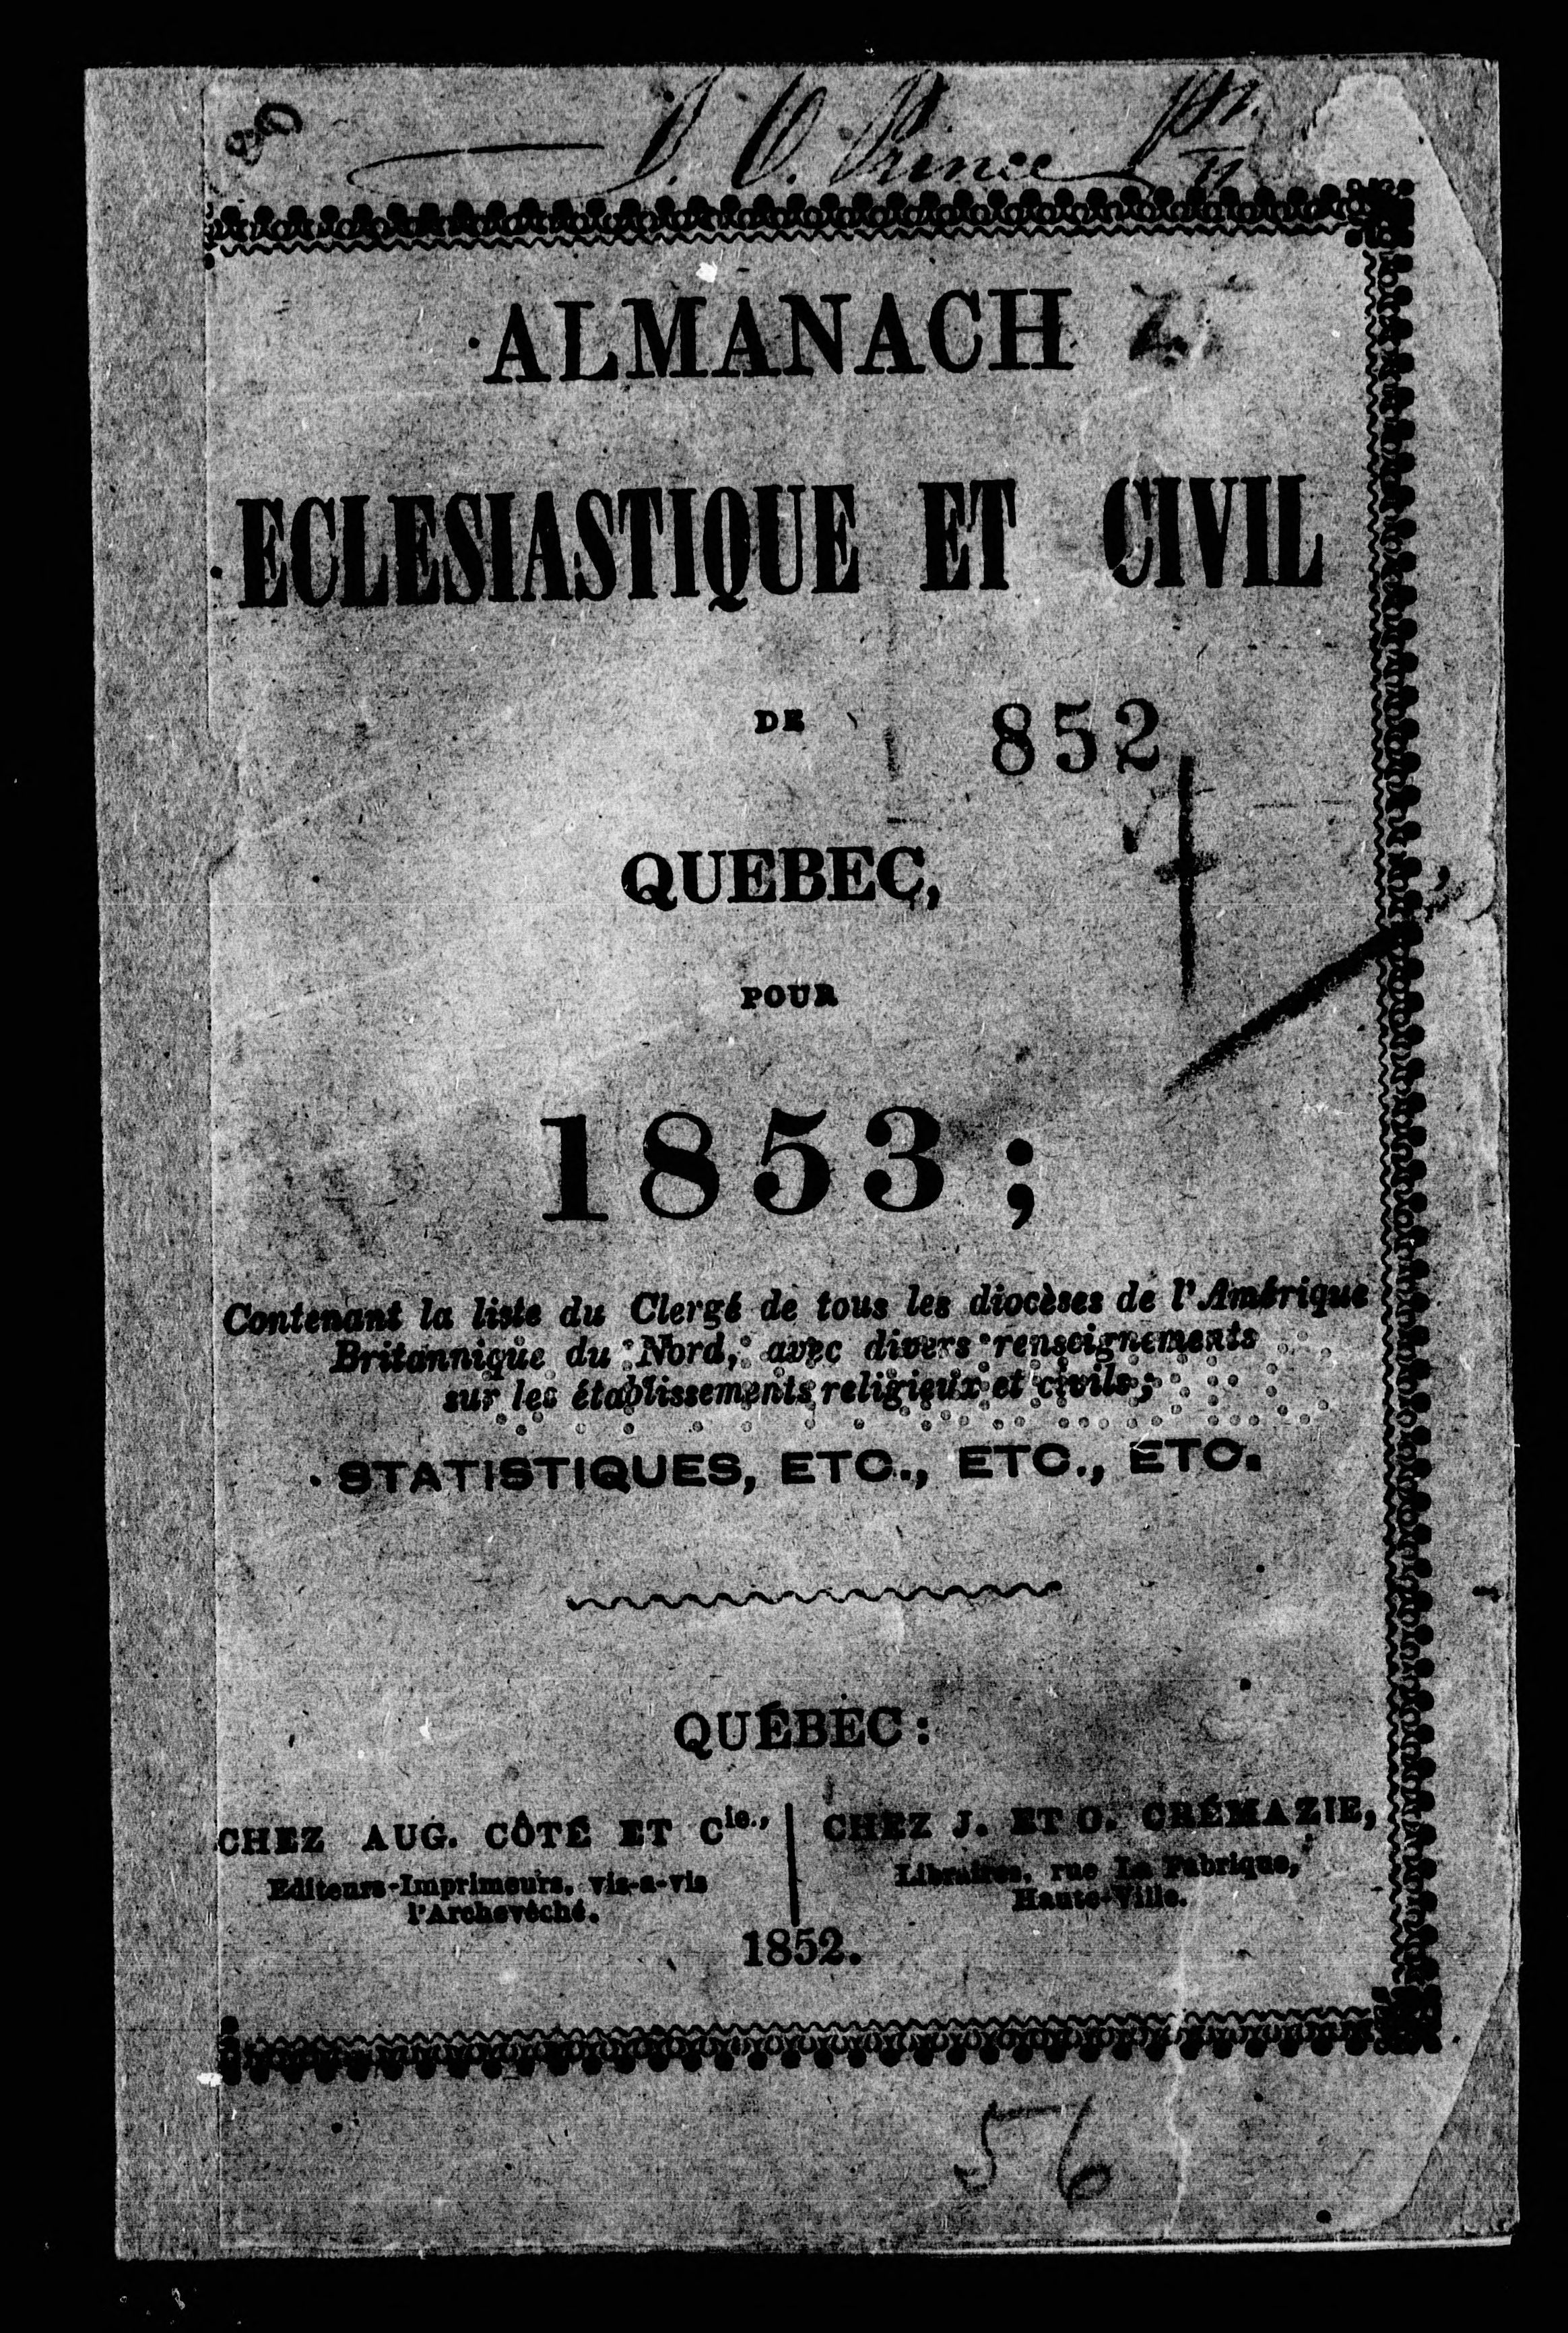 J. O. Prince
ALMANACH
ECLESIASTIQUE ET CIVIL
DE
852
QUEBEC,
POUR
1853 ;
Contenant la liste du Clergé de tous les diocèses de l'Amérique
Britannique du Nord, avec divers renseignements
sur les établissements religieux et civils ;
STATISTIQUES, ETC., ETC., ETC.
QUÉBEC :
CHEZ AUG. CÔTÉ ET Cie.,
Editeurs-Imprimeurs, vis-a-vis
l'Archevêché.
CHEZ J. ET O. CRÉMAZIE,
Libraires, rue La Fabrique,
Haute-Ville.
1852.
56